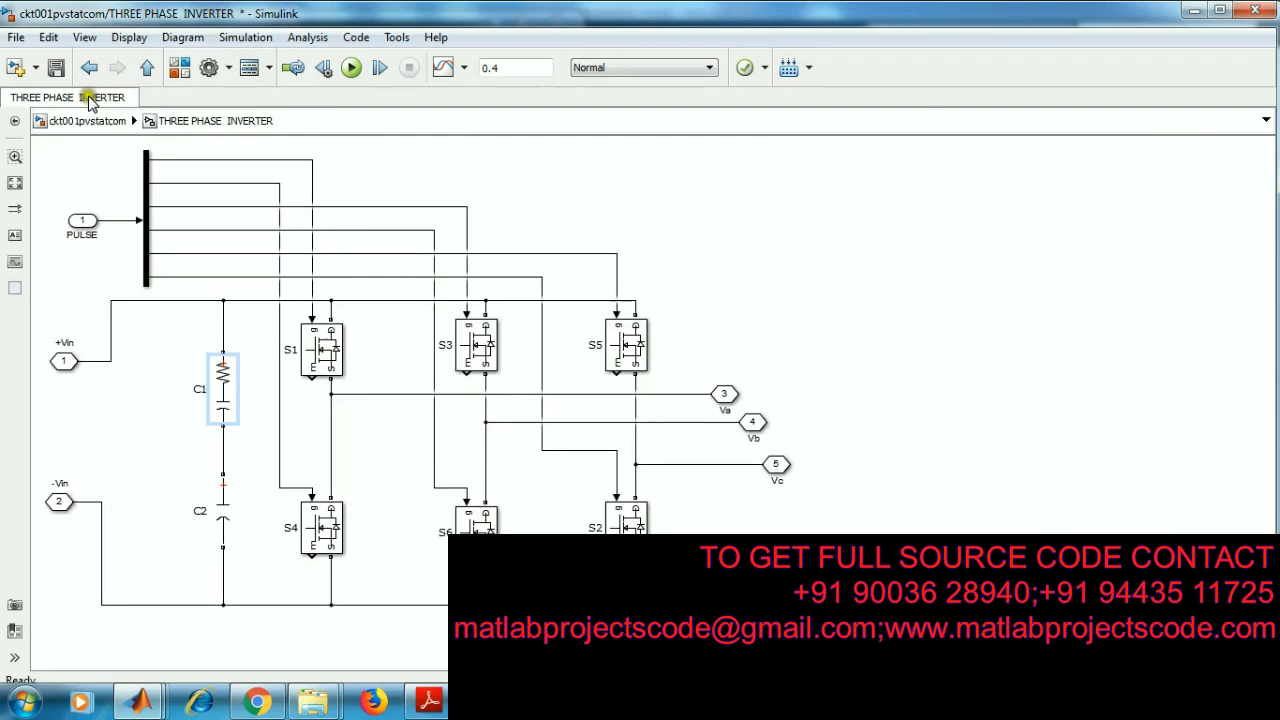 ckt001pvstatcom/THREE PHASE INVERTER * - Simulink
File Edit View Display Diagram Simulation Analysis Code Tools Help
0.4 Normal
THREE PHASE INVERTER
ckt001pvstatcom THREE PHASE INVERTER
1
PULSE
+Vin
1
g D
S1
m S
g D
S3
m S
g D
S5
m S
C1
3
Va
4
Vb
5
Vc
-Vin
2
C2
g D
S4
m S
g D
S6
g D
S2
TO GET FULL SOURCE CODE CONTACT
+91 90036 28940;+91 94435 11725
matlabprojectscode@gmail.com;www.matlabprojectscode.com
Ready